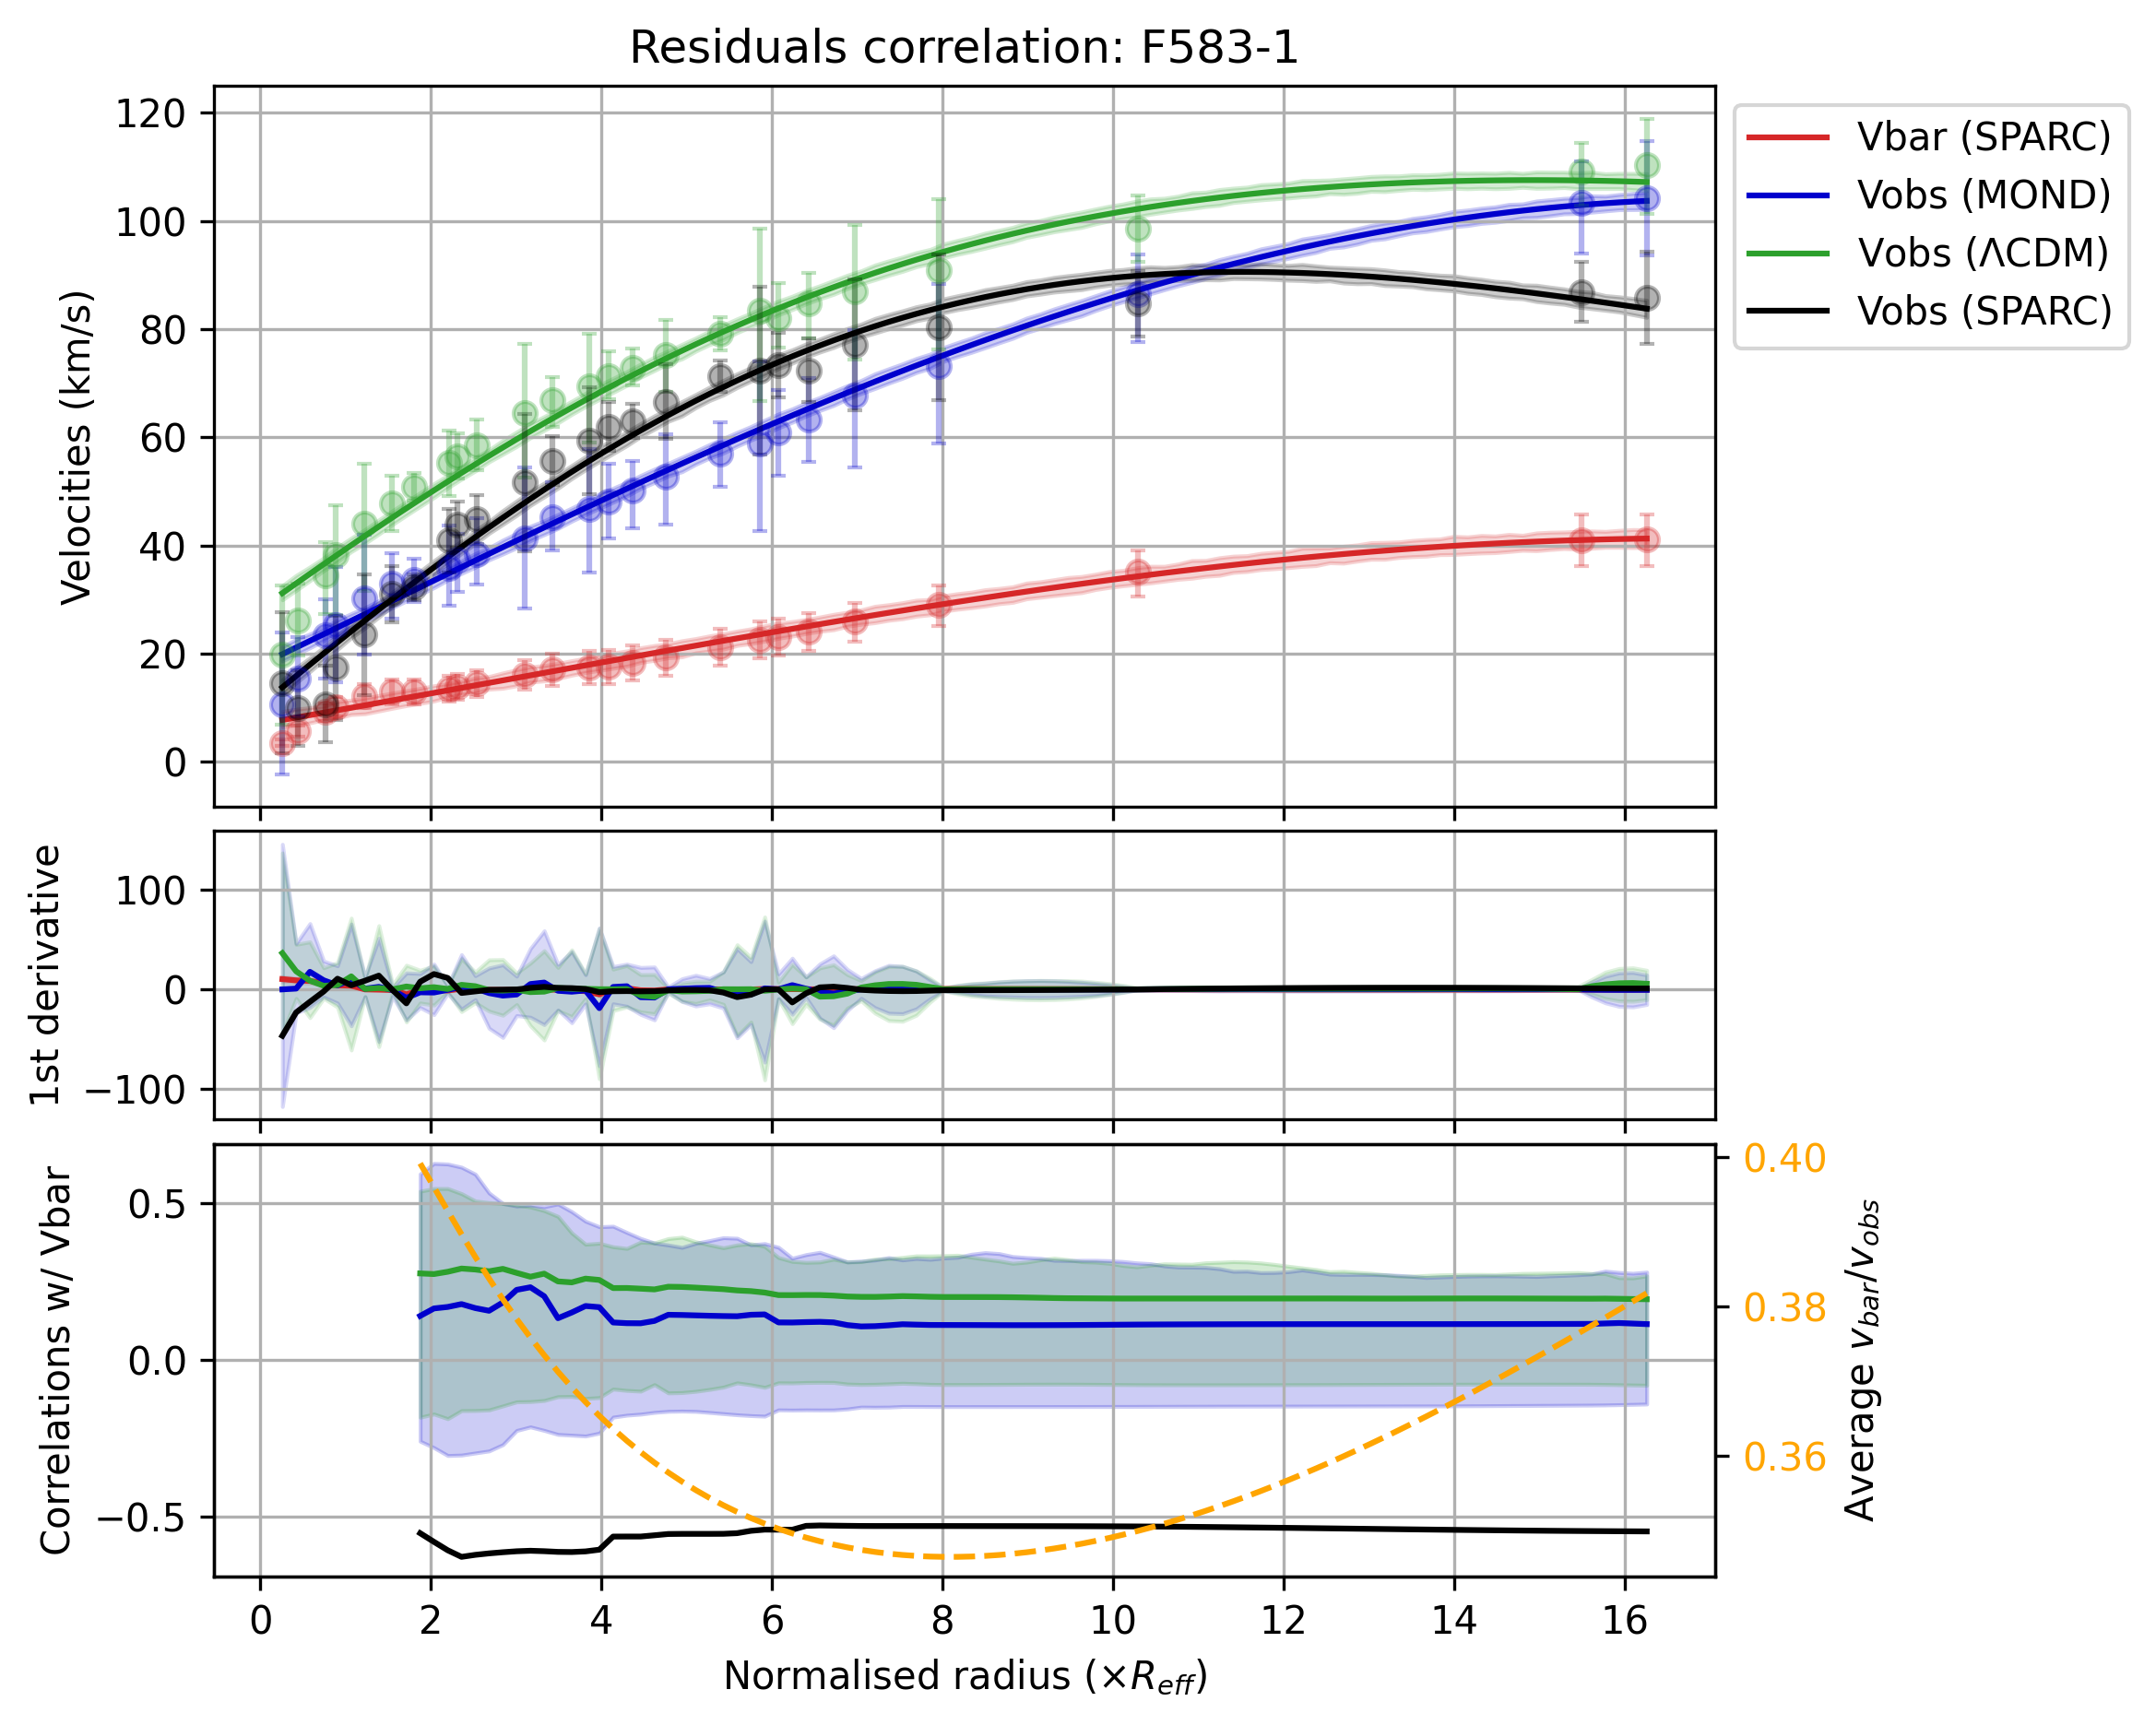 Residuals correlation: F583-1
120
100
80
60
40
20
0
Velocities (km/s)
Vbar (SPARC)
Vobs (MOND)
Vobs (ΛCDM)
Vobs (SPARC)
100
0
−100
1st derivative
0.5
0.0
−0.5
Correlations w/ Vbar
0.40
0.38
0.36
Average v_bar/v_obs
0 2 4 6 8 10 12 14 16
Normalised radius (×R_eff)